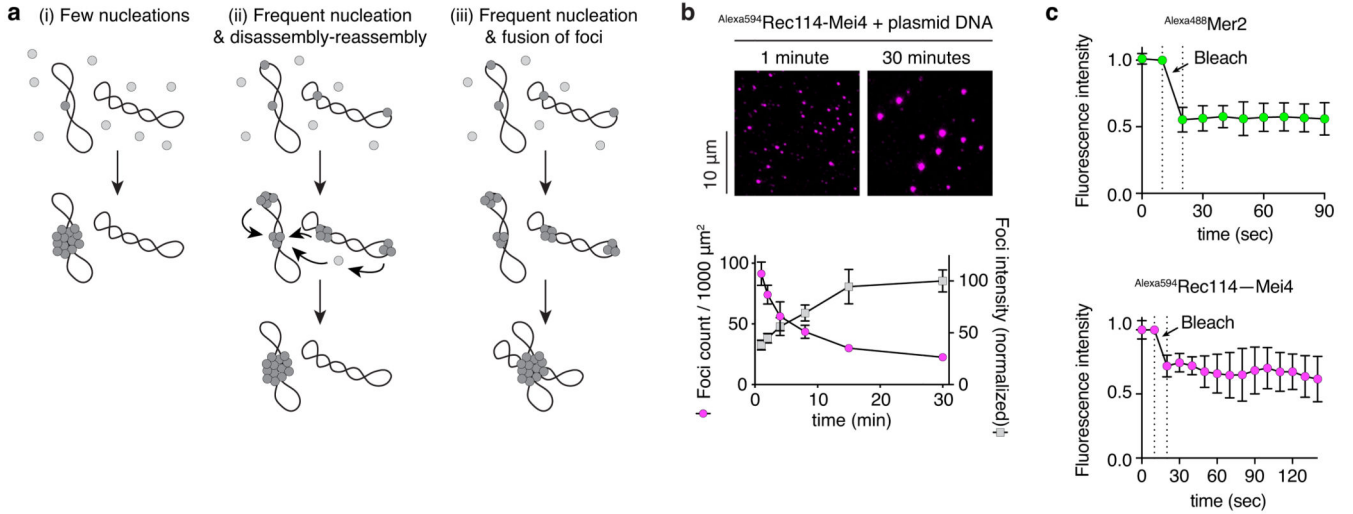 a
(i) Few nucleations
(ii) Frequent nucleation
& disassembly-reassembly
(iii) Frequent nucleation
& fusion of foci
b
Alexa594Rec114-Mei4 + plasmid DNA
1 minute
30 minutes
10 µm
Foci count / 1000 µm²
Foci intensity (normalized)
100
50
0
100
50
0
0
10
20
30
time (min)
c
Alexa488Mer2
Fluorescence intensity
1.0
0.5
0.0
Bleach
0
30
60
90
time (sec)
Alexa594Rec114—Mei4
Fluorescence intensity
1.0
0.5
0.0
Bleach
0
30
60
90
120
time (sec)